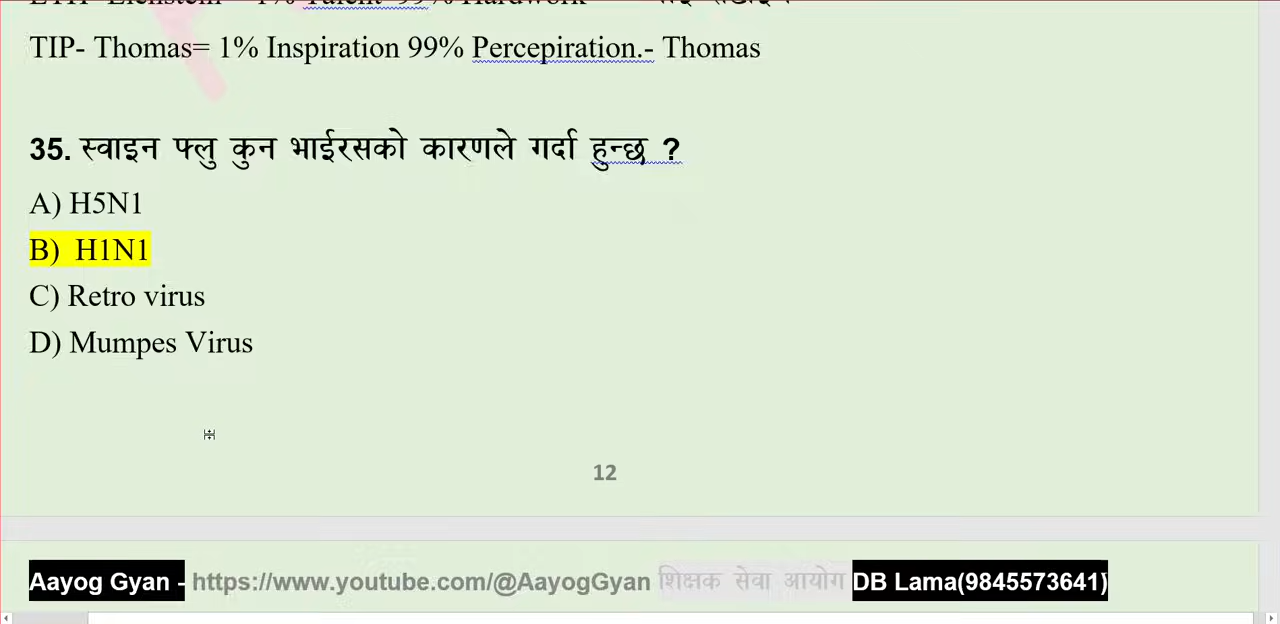 TIP- Thomas= 1% Inspiration 99% Percepiration.- Thomas
35. स्वाइन फ्लु कुन भाईरसको कारणले गर्दा हुन्छ ?
A) H5N1
B) H1N1
C) Retro virus
D) Mumpes Virus
12
Aayog Gyan - https://www.youtube.com/@AayogGyan शिक्षक सेवा आयोग DB Lama(9845573641)